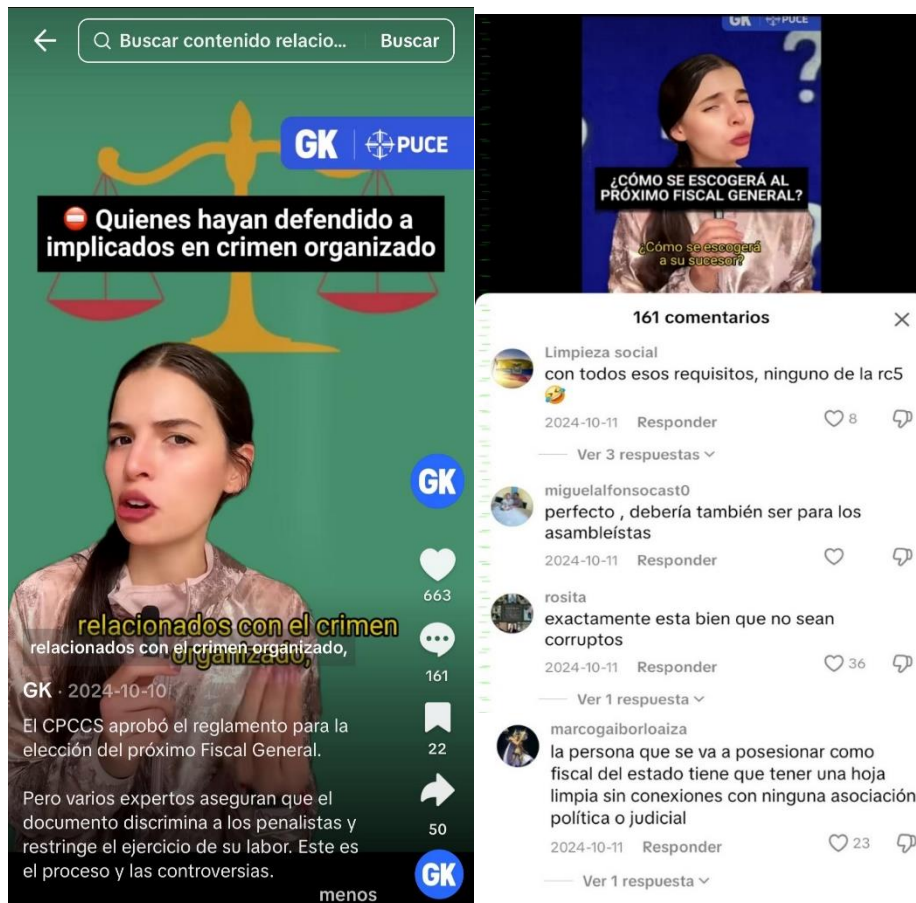 Buscar contenido relacio...
Buscar
GK
PUCE
⛔ Quienes hayan defendido a
implicados en crimen organizado
GK
663
relacionados con el crimen
organizado,
relacionados con el crimen organizado,
161
GK · 2024-10-10
22
El CPCCS aprobó el reglamento para la
elección del próximo Fiscal General.
Pero varios expertos aseguran que el
documento discrimina a los penalistas y
restringe el ejercicio de su labor. Este es
el proceso y las controversias.
50
GK
menos
GK
PUCE
¿CÓMO SE ESCOGERÁ AL
PRÓXIMO FISCAL GENERAL?
¿Cómo se escogerá
a su sucesor?
161 comentarios
Limpieza social
con todos esos requisitos, ninguno de la rc5
🤣
2024-10-11 Responder 8
Ver 3 respuestas
miguelalfonsocast0
perfecto , debería también ser para los
asambleístas
2024-10-11 Responder
rosita
exactamente esta bien que no sean
corruptos
2024-10-11 Responder 36
Ver 1 respuesta
marcogaiborloaiza
la persona que se va a posesionar como
fiscal del estado tiene que tener una hoja
limpia sin conexiones con ninguna asociación
política o judicial
2024-10-11 Responder 23
Ver 1 respuesta